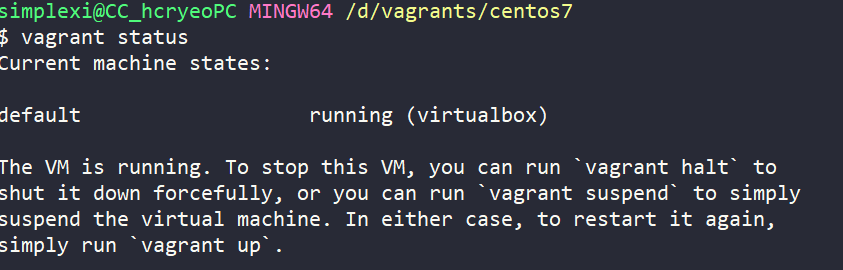 simplexi@CC_hcryeoPC MINGW64 /d/vagrants/centos7
$ vagrant status
Current machine states:
default                   running (virtualbox)
The VM is running. To stop this VM, you can run `vagrant halt` to
shut it down forcefully, or you can run `vagrant suspend` to simply
suspend the virtual machine. In either case, to restart it again,
simply run `vagrant up`.